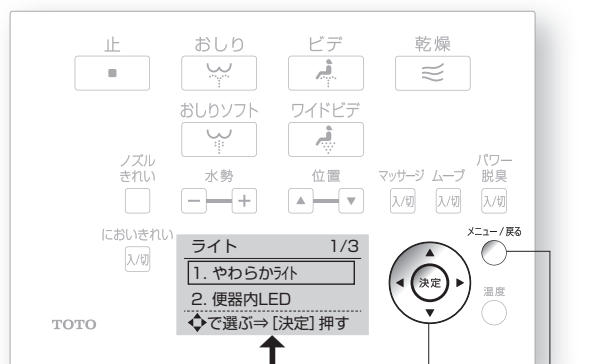 止 おしり ビデ 乾燥
おしりソフト ワイドビデ
ノズル
きれい
水勢 位置 マッサージ ムーブ
パワー
脱臭
入/切 入/切 入/切
においきれい
入/切
メニュー/戻る
ライト 1/3
1. やわらかライト
2. 便器内LED
で選ぶ⇒[決定]押す
決定
温度
TOTO